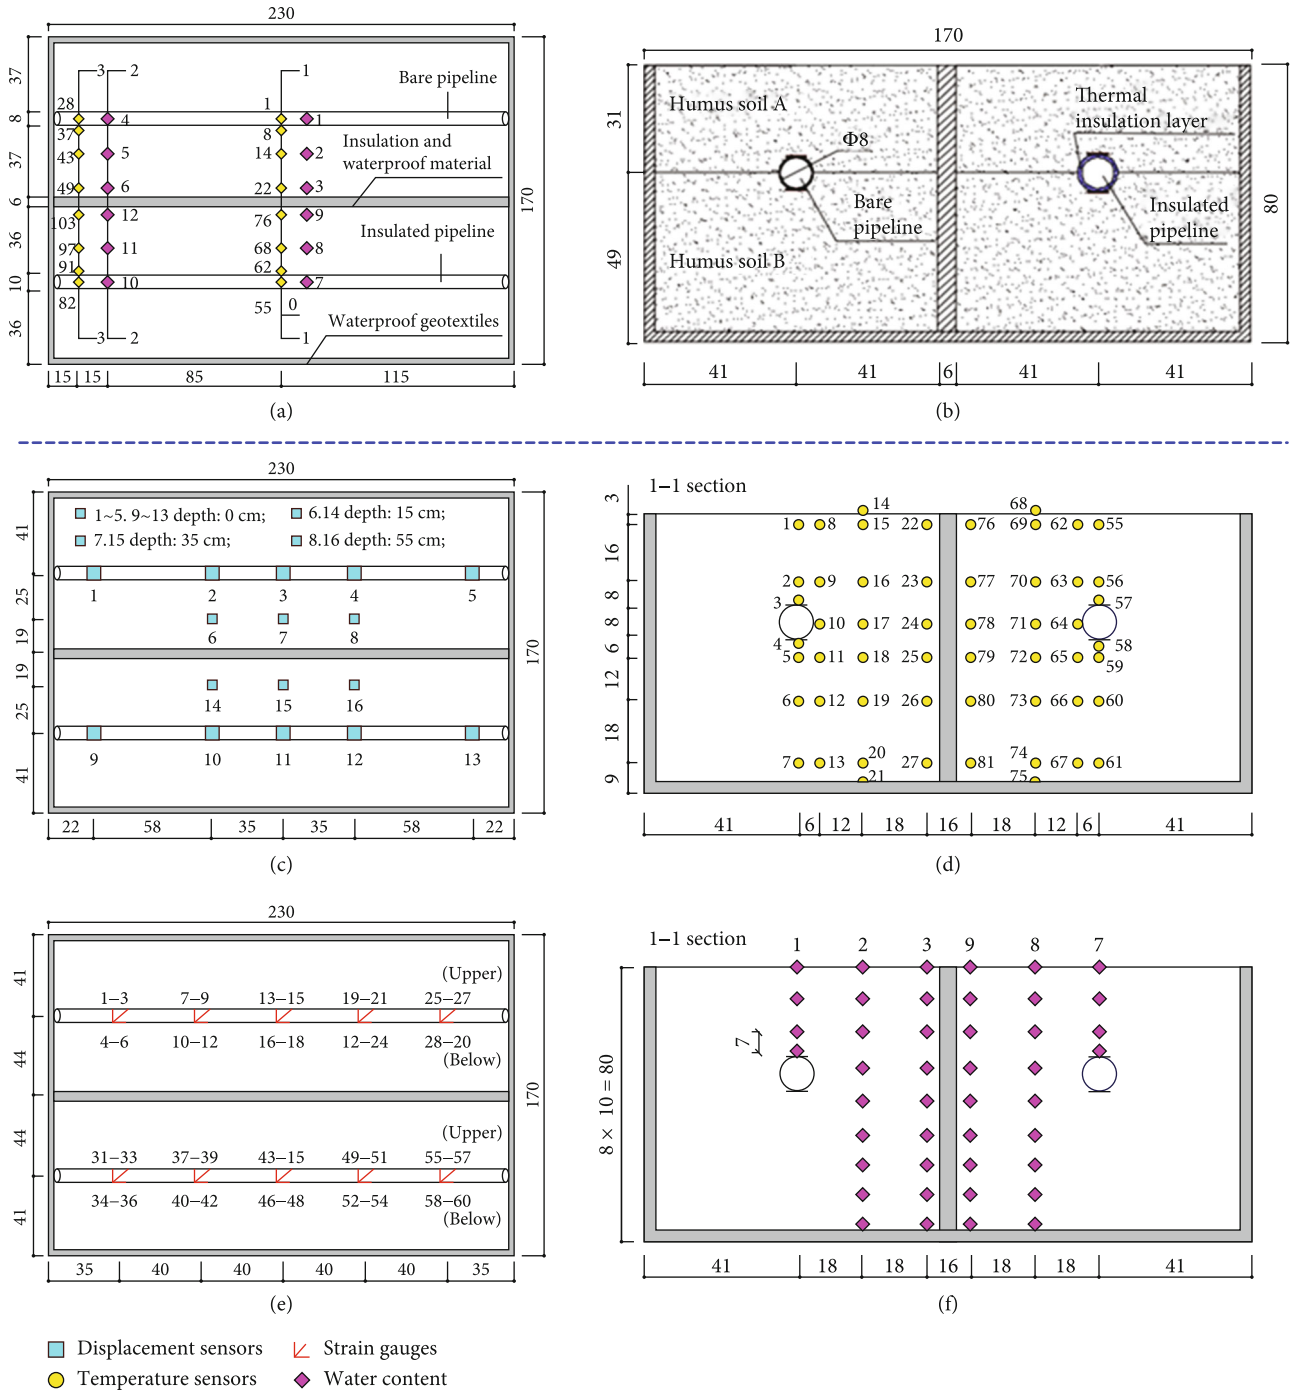 230
3 2 1
Bare pipeline
28 1
4 1
37 8
Insulation and
waterproof material
43 5 14 2
49 6 22 3
103 12 76 9
Insulated pipeline
97 11 68 8
91 62
10 7
82 55 0
Waterproof geotextiles
3 2 1
37
8
37
6
36
10
36
170
15 15 85 115
(a)
170
Humus soil A
Thermal
insulation layer
Φ8
Bare
pipeline
Insulated
pipeline
Humus soil B
31
49
80
41 41 6 41 41
(b)
230
1~5. 9~13 depth: 0 cm; 6.14 depth: 15 cm;
7.15 depth: 35 cm; 8.16 depth: 55 cm;
1 2 3 4 5
6 7 8
14 15 16
9 10 11 12 13
41
25
19
19
25
41
170
22 58 35 35 58 22
(c)
1–1 section
14 68
1 8 15 22 76 69 62 55
2 9 16 23 77 70 63 56
3 57
10 17 24 78 71 64
4 58
5 11 18 25 79 72 65 59
6 12 19 26 80 73 66 60
20 74
7 13 27 81 67 61
21 75
3
16
8
8
6
12
18
9
41 6 12 18 16 18 12 6 41
(d)
230
(Upper)
1–3 7–9 13–15 19–21 25–27
4–6 10–12 16–18 12–24 28–20
(Below)
(Upper)
31–33 37–39 43–15 49–51 55–57
34–36 40–42 46–48 52–54 58–60
(Below)
41
44
44
41
170
35 40 40 40 40 35
(e)
1–1 section
1 2 3 9 8 7
7
8 × 10 = 80
41 18 18 16 18 18 41
(f)
Displacement sensors Strain gauges
Temperature sensors Water content